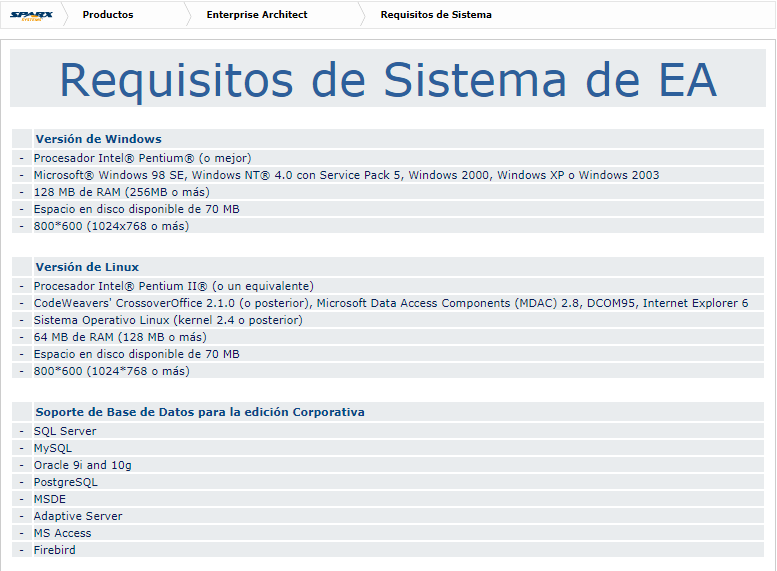 SPARX SYSTEMS Productos Enterprise Architect Requisitos de Sistema
Requisitos de Sistema de EA
Versión de Windows
- Procesador Intel® Pentium® (o mejor)
- Microsoft® Windows 98 SE, Windows NT® 4.0 con Service Pack 5, Windows 2000, Windows XP o Windows 2003
- 128 MB de RAM (256MB o más)
- Espacio en disco disponible de 70 MB
- 800*600 (1024x768 o más)
Versión de Linux
- Procesador Intel® Pentium II® (o un equivalente)
- CodeWeavers' CrossoverOffice 2.1.0 (o posterior), Microsoft Data Access Components (MDAC) 2.8, DCOM95, Internet Explorer 6
- Sistema Operativo Linux (kernel 2.4 o posterior)
- 64 MB de RAM (128 MB o más)
- Espacio en disco disponible de 70 MB
- 800*600 (1024*768 o más)
Soporte de Base de Datos para la edición Corporativa
- SQL Server
- MySQL
- Oracle 9i and 10g
- PostgreSQL
- MSDE
- Adaptive Server
- MS Access
- Firebird